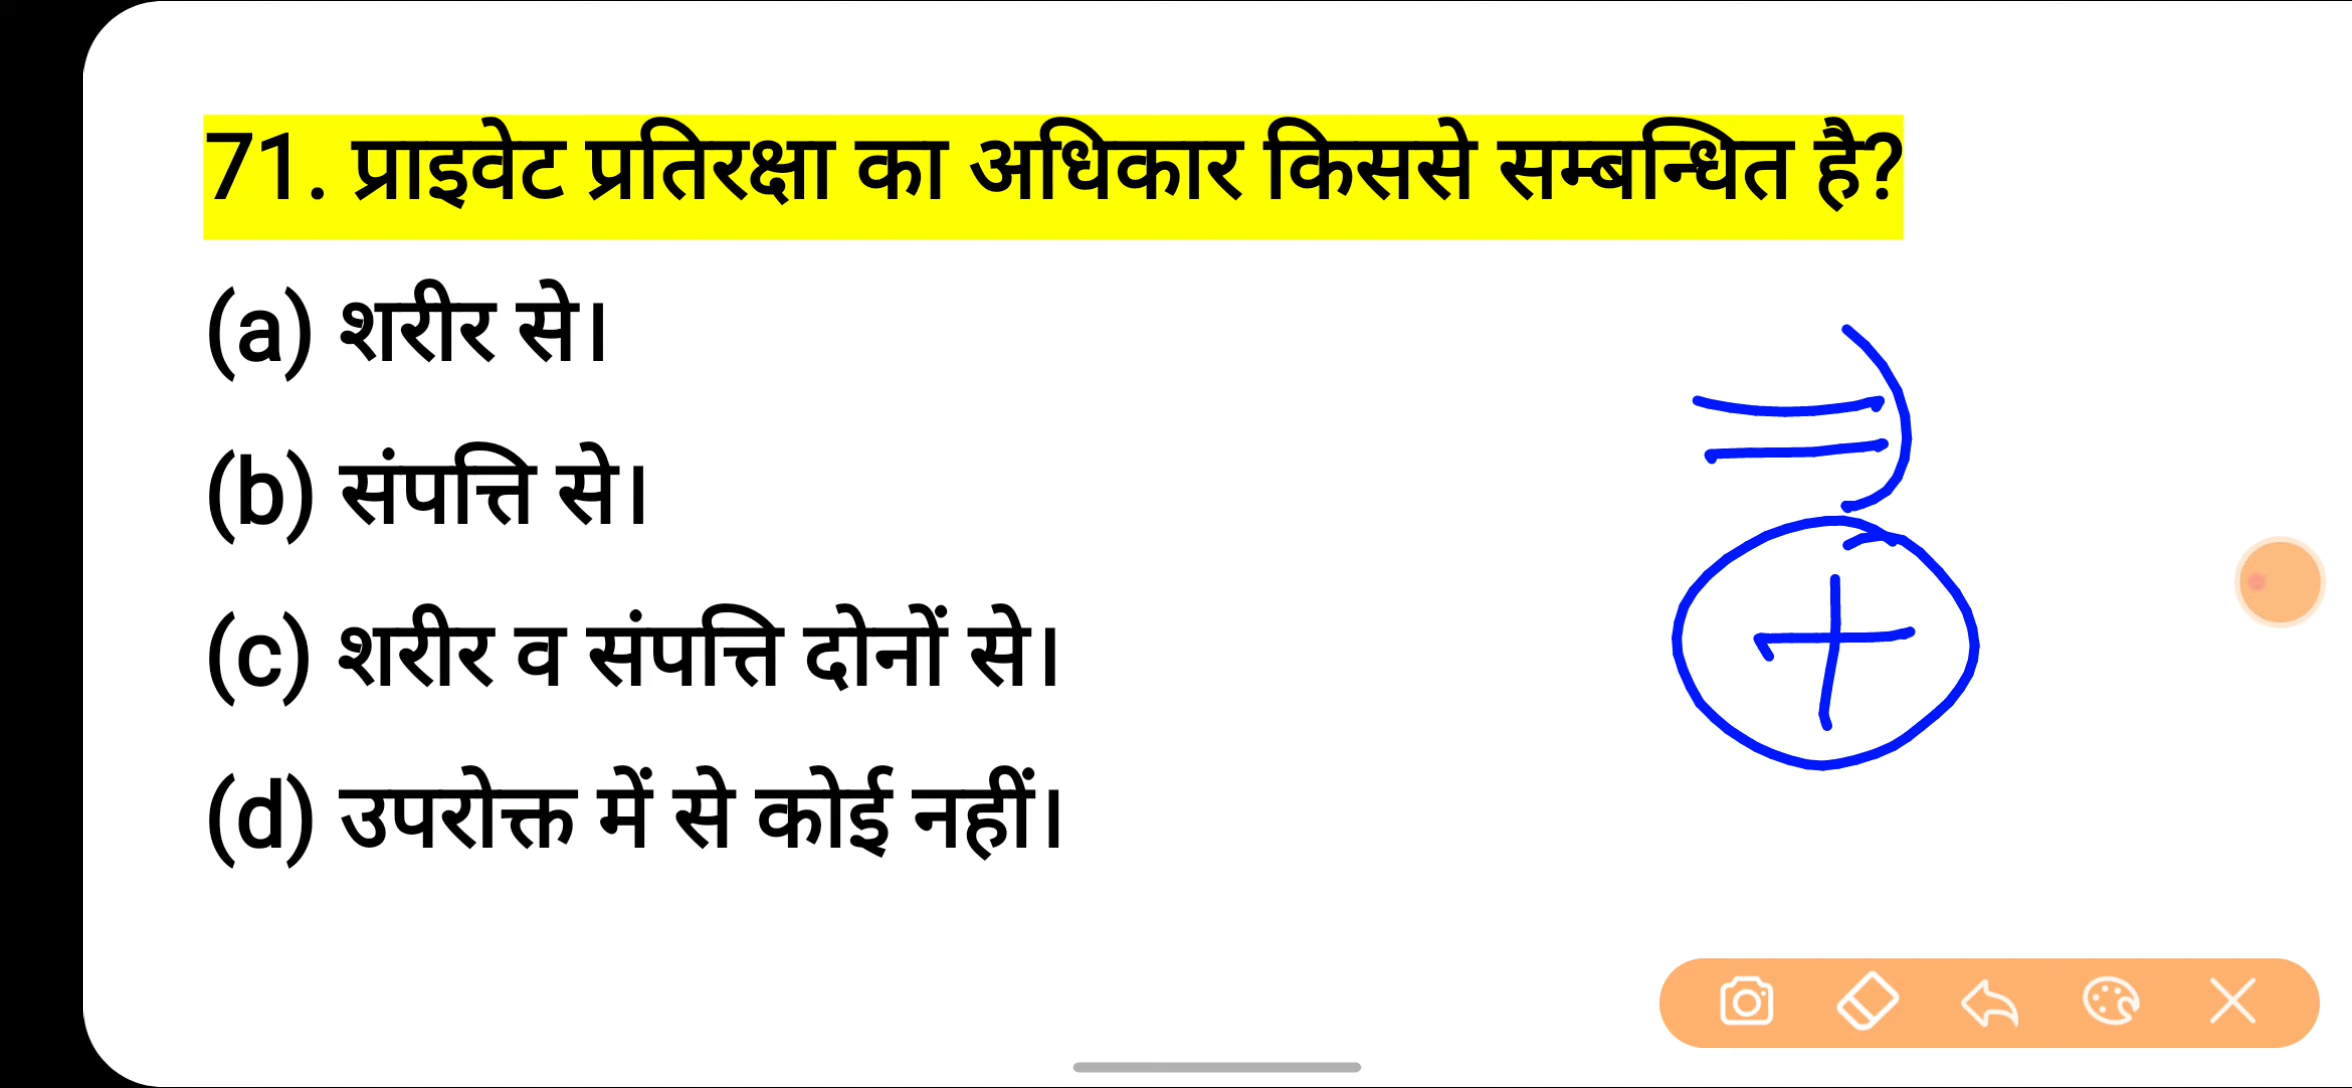 71. प्राइवेट प्रतिरक्षा का अधिकार किससे सम्बन्धित है?
(a) शरीर से।
(b) संपत्ति से।
(c) शरीर व संपत्ति दोनों से।
(d) उपरोक्त में से कोई नहीं।